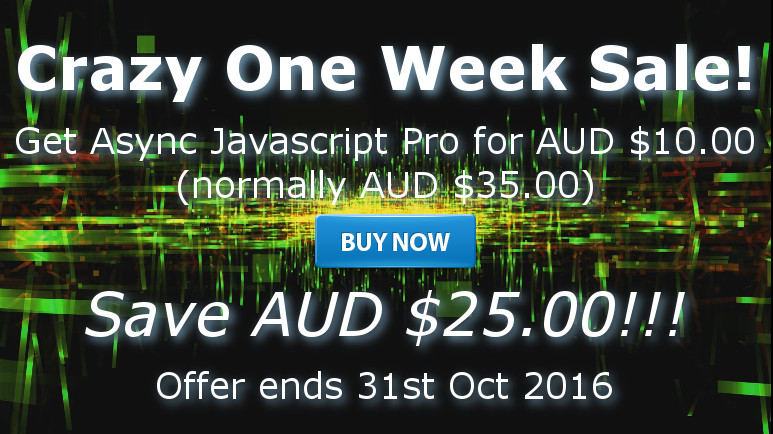 Crazy One Week Sale!
Get Async Javascript Pro for AUD $10.00
(normally AUD $35.00)
BUY NOW
Save AUD $25.00!!!
Offer ends 31st Oct 2016